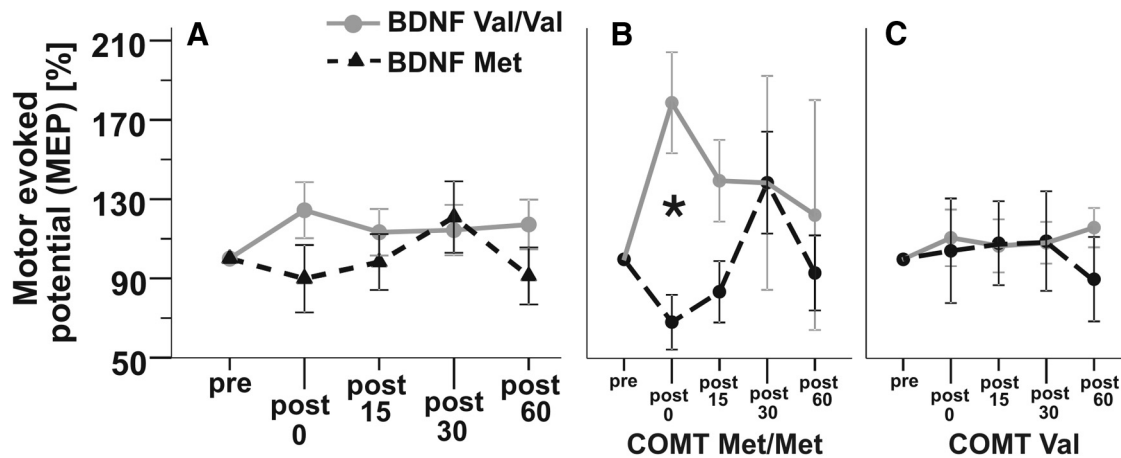 A
BDNF Val/Val
BDNF Met
Motor evoked
potential (MEP) [%]
210
170
130
90
50
pre
post
0
post
15
post
30
post
60
B
*
pre
post
0
post
15
post
30
post
60
COMT Met/Met
C
pre
post
0
post
15
post
30
post
60
COMT Val